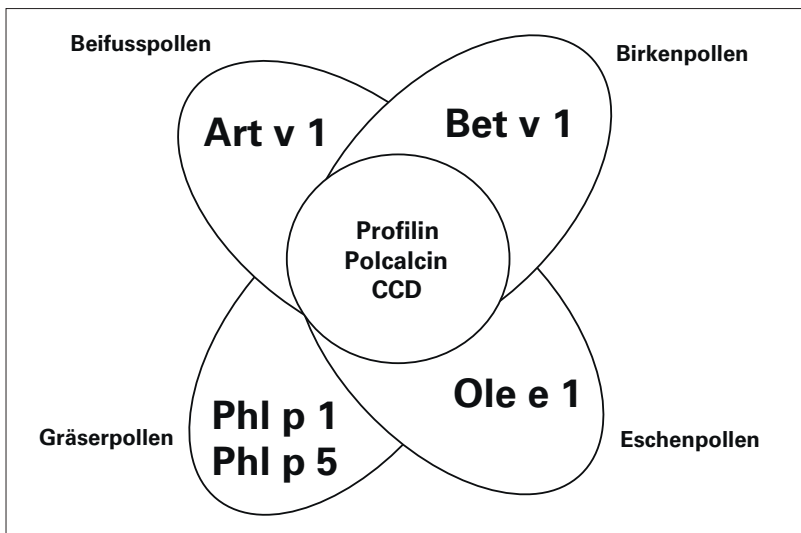 Beifusspollen
Birkenpollen
Art v 1
Bet v 1
Profilin
Polcalcin
CCD
Ole e 1
Phl p 1
Phl p 5
Gräserpollen
Eschenpollen